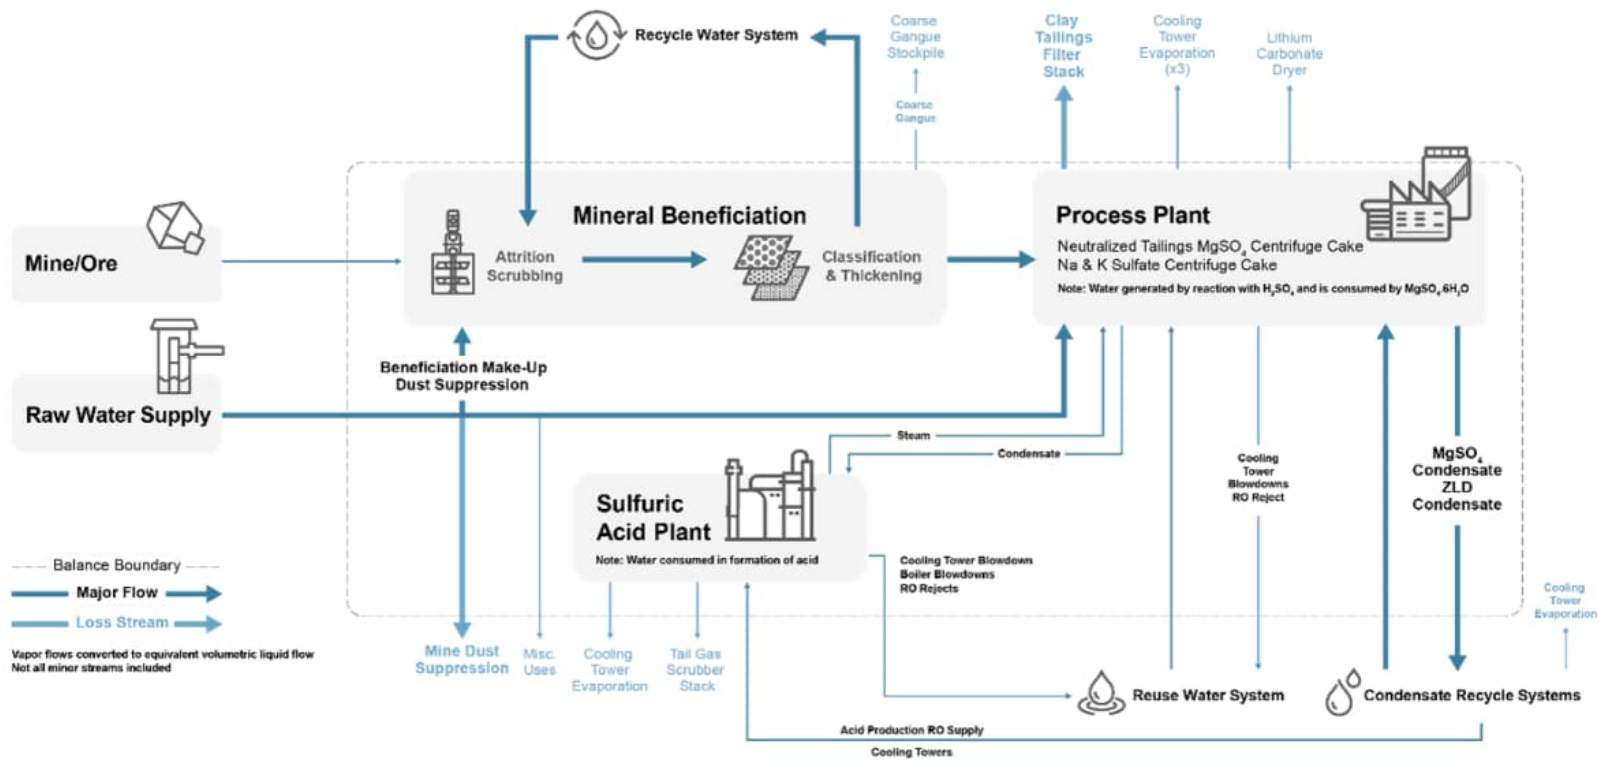 Recycle Water System
Coarse
Gangue
Stockpile
Coarse
Gangue
Clay
Tailings
Filter
Stack
Cooling
Tower
Evaporation
(x3)
Lithium
Carbonate
Dryer
Mine/Ore
Mineral Beneficiation
Attrition
Scrubbing
Classification
& Thickening
Process Plant
Neutralized Tailings MgSO₄ Centrifuge Cake
Na & K Sulfate Centrifuge Cake
Note: Water generated by reaction with H₂SO₄ and is consumed by MgSO₄ 6H₂O
Raw Water Supply
Beneficiation Make-Up
Dust Suppression
Steam
Condensate
Sulfuric
Acid Plant
Note: Water consumed in formation of acid
Cooling
Tower
Blowdowns
RO Reject
MgSO₄
Condensate
ZLD
Condensate
Cooling Tower Blowdown
Boiler Blowdowns
RO Rejects
Balance Boundary
Major Flow
Loss Stream
Vapor flows converted to equivalent volumetric liquid flow
Not all minor streams included
Mine Dust
Suppression
Misc.
Uses
Cooling
Tower
Evaporation
Tail Gas
Scrubber
Stack
Cooling
Tower
Evaporation
Reuse Water System
Condensate Recycle Systems
Acid Production RO Supply
Cooling Towers